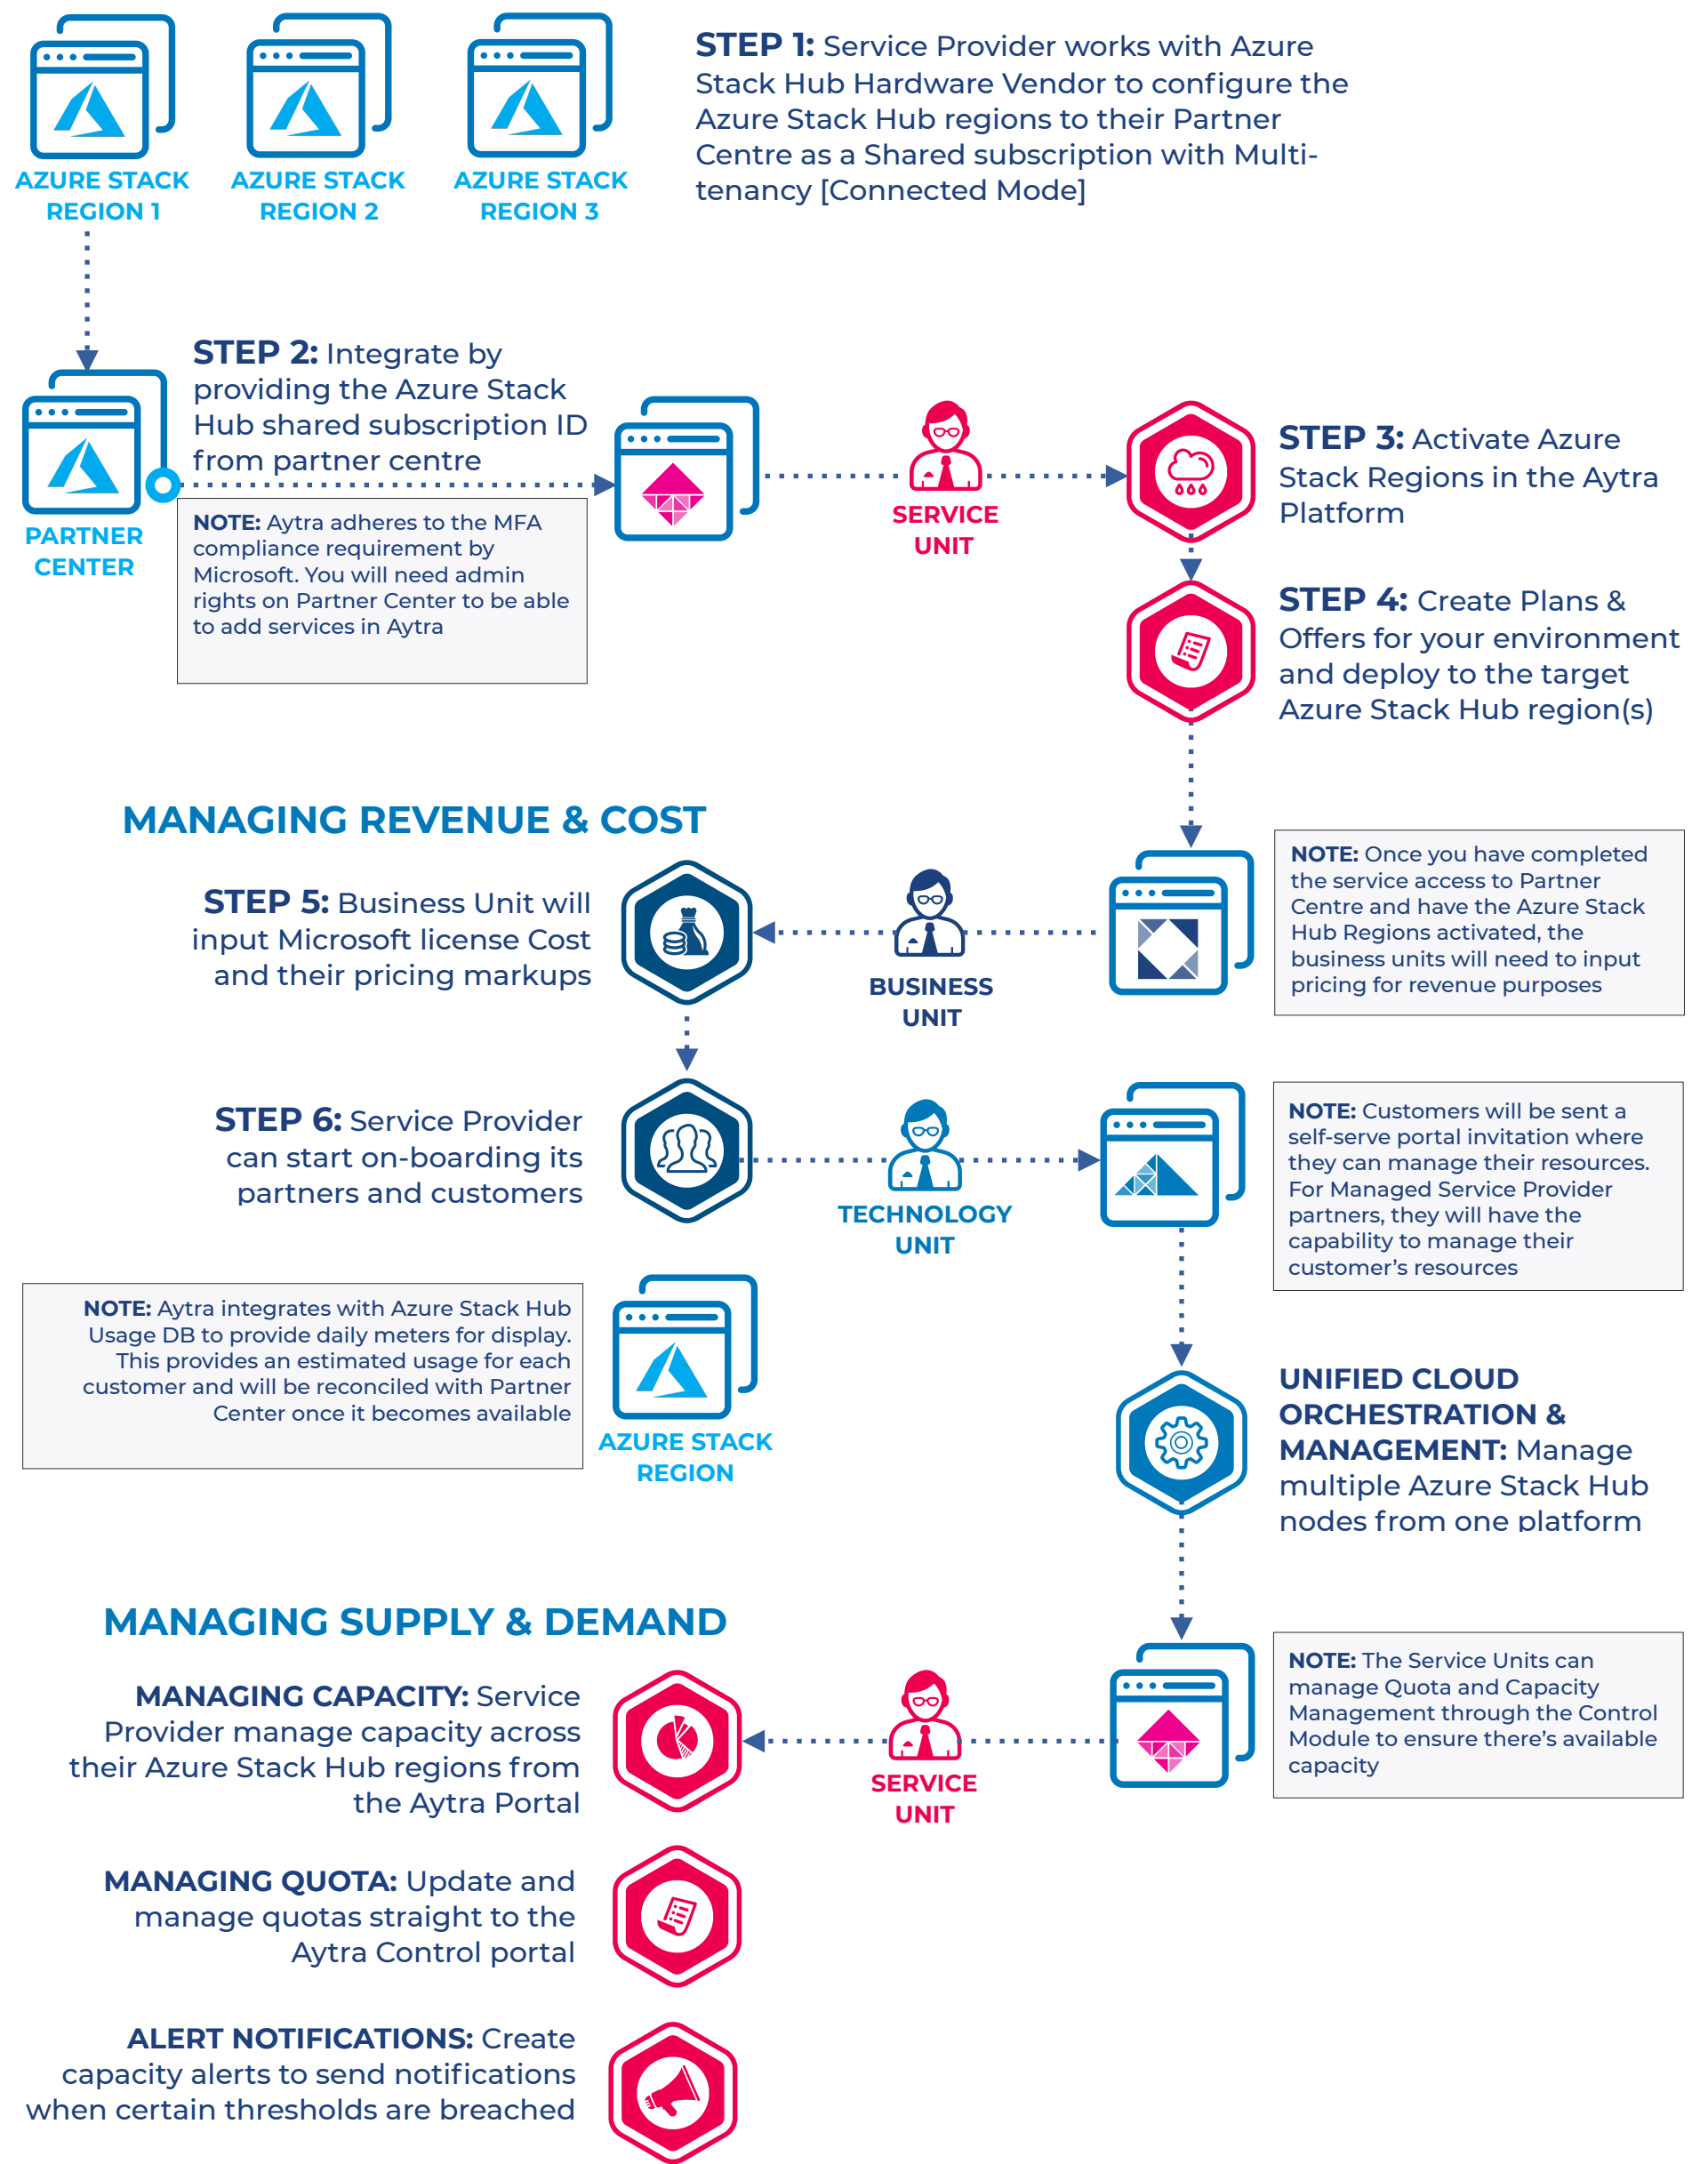 AZURE STACK
REGION 1
AZURE STACK
REGION 2
AZURE STACK
REGION 3
STEP 1: Service Provider works with Azure
Stack Hub Hardware Vendor to configure the
Azure Stack Hub regions to their Partner
Centre as a Shared subscription with Multi-
tenancy [Connected Mode]
STEP 2: Integrate by
providing the Azure Stack
Hub shared subscription ID
from partner centre
PARTNER
CENTER
NOTE: Aytra adheres to the MFA
compliance requirement by
Microsoft. You will need admin
rights on Partner Center to be able
to add services in Aytra
SERVICE
UNIT
STEP 3: Activate Azure
Stack Regions in the Aytra
Platform
STEP 4: Create Plans &
Offers for your environment
and deploy to the target
Azure Stack Hub region(s)
MANAGING REVENUE & COST
STEP 5: Business Unit will
input Microsoft license Cost
and their pricing markups
BUSINESS
UNIT
NOTE: Once you have completed
the service access to Partner
Centre and have the Azure Stack
Hub Regions activated, the
business units will need to input
pricing for revenue purposes
STEP 6: Service Provider
can start on-boarding its
partners and customers
TECHNOLOGY
UNIT
NOTE: Customers will be sent a
self-serve portal invitation where
they can manage their resources.
For Managed Service Provider
partners, they will have the
capability to manage their
customer's resources
NOTE: Aytra integrates with Azure Stack Hub
Usage DB to provide daily meters for display.
This provides an estimated usage for each
customer and will be reconciled with Partner
Center once it becomes available
AZURE STACK
REGION
UNIFIED CLOUD
ORCHESTRATION &
MANAGEMENT: Manage
multiple Azure Stack Hub
nodes from one platform
MANAGING SUPPLY & DEMAND
MANAGING CAPACITY: Service
Provider manage capacity across
their Azure Stack Hub regions from
the Aytra Portal
SERVICE
UNIT
NOTE: The Service Units can
manage Quota and Capacity
Management through the Control
Module to ensure there's available
capacity
MANAGING QUOTA: Update and
manage quotas straight to the
Aytra Control portal
ALERT NOTIFICATIONS: Create
capacity alerts to send notifications
when certain thresholds are breached